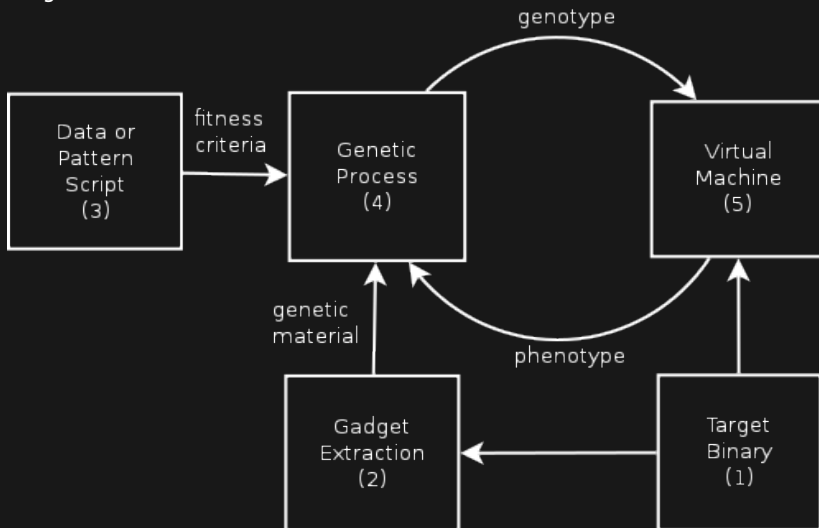 genotype
Data or
Pattern
Script
(3)
fitness
criteria
Genetic
Process
(4)
Virtual
Machine
(5)
genetic
material
phenotype
Gadget
Extraction
(2)
Target
Binary
(1)